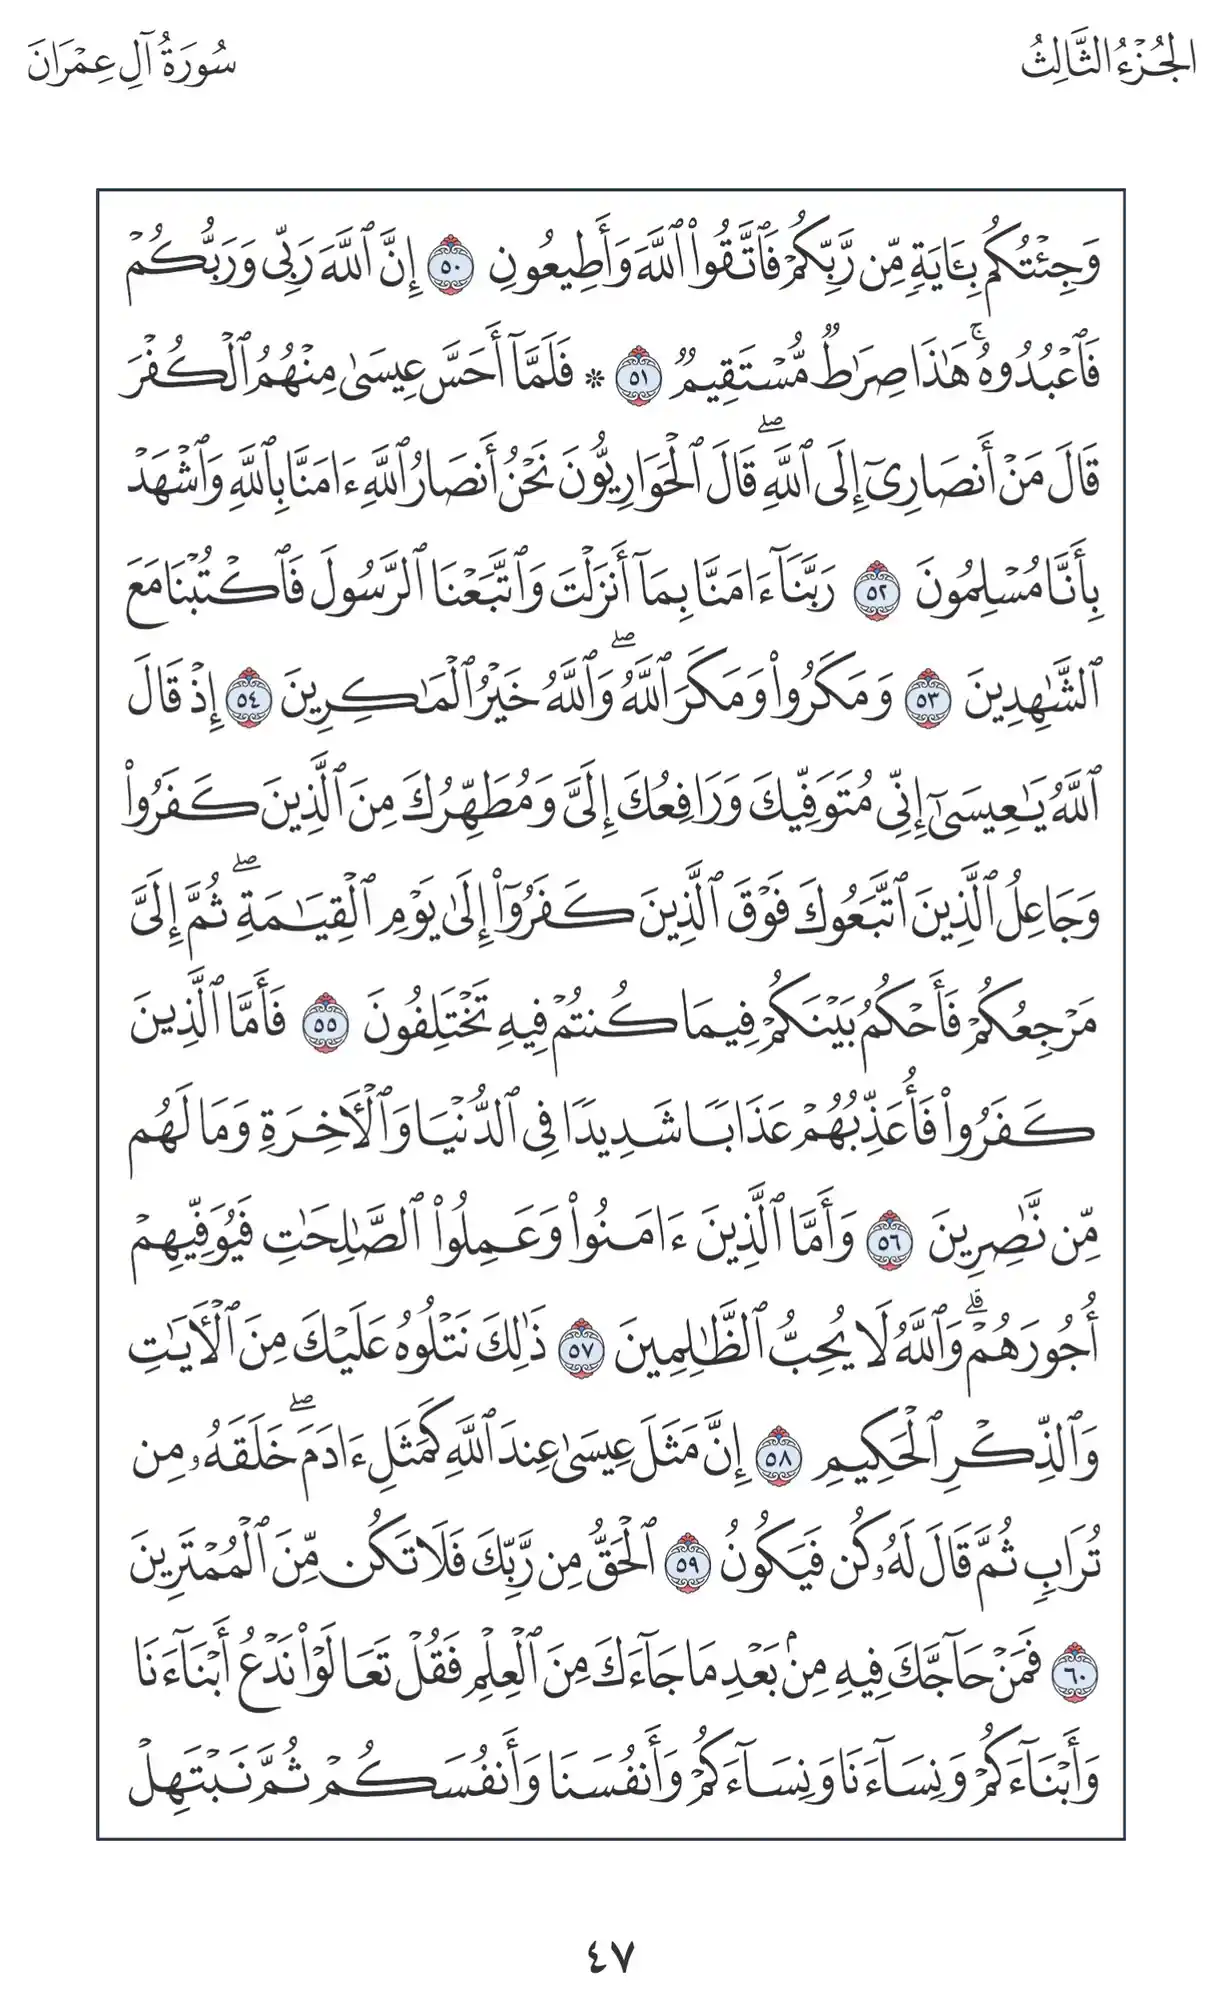 الجُزْءُ الثَّالِثُ
سُورَةُ آلِ عِمْرَانَ
وَجِئْتُكُم بِـَٔايَةٍ مِّن رَّبِّكُمْ فَٱتَّقُوا۟ ٱللَّهَ وَأَطِيعُونِ ٥٠ إِنَّ ٱللَّهَ رَبِّى وَرَبُّكُمْ
فَٱعْبُدُوهُ ۚ هَـٰذَا صِرَٰطٌ مُّسْتَقِيمٌ ٥١ * فَلَمَّآ أَحَسَّ عِيسَىٰ مِنْهُمُ ٱلْكُفْرَ
قَالَ مَنْ أَنصَارِىٓ إِلَى ٱللَّهِ ۖ قَالَ ٱلْحَوَارِيُّونَ نَحْنُ أَنصَارُ ٱللَّهِ ءَامَنَّا بِٱللَّهِ وَٱشْهَدْ
بِأَنَّا مُسْلِمُونَ ٥٢ رَبَّنَآ ءَامَنَّا بِمَآ أَنزَلْتَ وَٱتَّبَعْنَا ٱلرَّسُولَ فَٱكْتُبْنَا مَعَ
ٱلشَّـٰهِدِينَ ٥٣ وَمَكَرُوا۟ وَمَكَرَ ٱللَّهُ ۖ وَٱللَّهُ خَيْرُ ٱلْمَـٰكِرِينَ ٥٤ إِذْ قَالَ
ٱللَّهُ يَـٰعِيسَىٰٓ إِنِّى مُتَوَفِّيكَ وَرَافِعُكَ إِلَىَّ وَمُطَهِّرُكَ مِنَ ٱلَّذِينَ كَفَرُوا۟
وَجَاعِلُ ٱلَّذِينَ ٱتَّبَعُوكَ فَوْقَ ٱلَّذِينَ كَفَرُوٓا۟ إِلَىٰ يَوْمِ ٱلْقِيَـٰمَةِ ۖ ثُمَّ إِلَىَّ
مَرْجِعُكُمْ فَأَحْكُمُ بَيْنَكُمْ فِيمَا كُنتُمْ فِيهِ تَخْتَلِفُونَ ٥٥ فَأَمَّا ٱلَّذِينَ
كَفَرُوا۟ فَأُعَذِّبُهُمْ عَذَابًا شَدِيدًا فِى ٱلدُّنْيَا وَٱلْـَٔاخِرَةِ وَمَا لَهُم
مِّن نَّـٰصِرِينَ ٥٦ وَأَمَّا ٱلَّذِينَ ءَامَنُوا۟ وَعَمِلُوا۟ ٱلصَّـٰلِحَـٰتِ فَيُوَفِّيهِمْ
أُجُورَهُمْ ۗ وَٱللَّهُ لَا يُحِبُّ ٱلظَّـٰلِمِينَ ٥٧ ذَٰلِكَ نَتْلُوهُ عَلَيْكَ مِنَ ٱلْـَٔايَـٰتِ
وَٱلذِّكْرِ ٱلْحَكِيمِ ٥٨ إِنَّ مَثَلَ عِيسَىٰ عِندَ ٱللَّهِ كَمَثَلِ ءَادَمَ ۖ خَلَقَهُۥ مِن
تُرَابٍ ثُمَّ قَالَ لَهُۥ كُن فَيَكُونُ ٥٩ ٱلْحَقُّ مِن رَّبِّكَ فَلَا تَكُن مِّنَ ٱلْمُمْتَرِينَ
٦٠ فَمَنْ حَآجَّكَ فِيهِ مِنۢ بَعْدِ مَا جَآءَكَ مِنَ ٱلْعِلْمِ فَقُلْ تَعَالَوْا۟ نَدْعُ أَبْنَآءَنَا
وَأَبْنَآءَكُمْ وَنِسَآءَنَا وَنِسَآءَكُمْ وَأَنفُسَنَا وَأَنفُسَكُمْ ثُمَّ نَبْتَهِلْ
٤٧